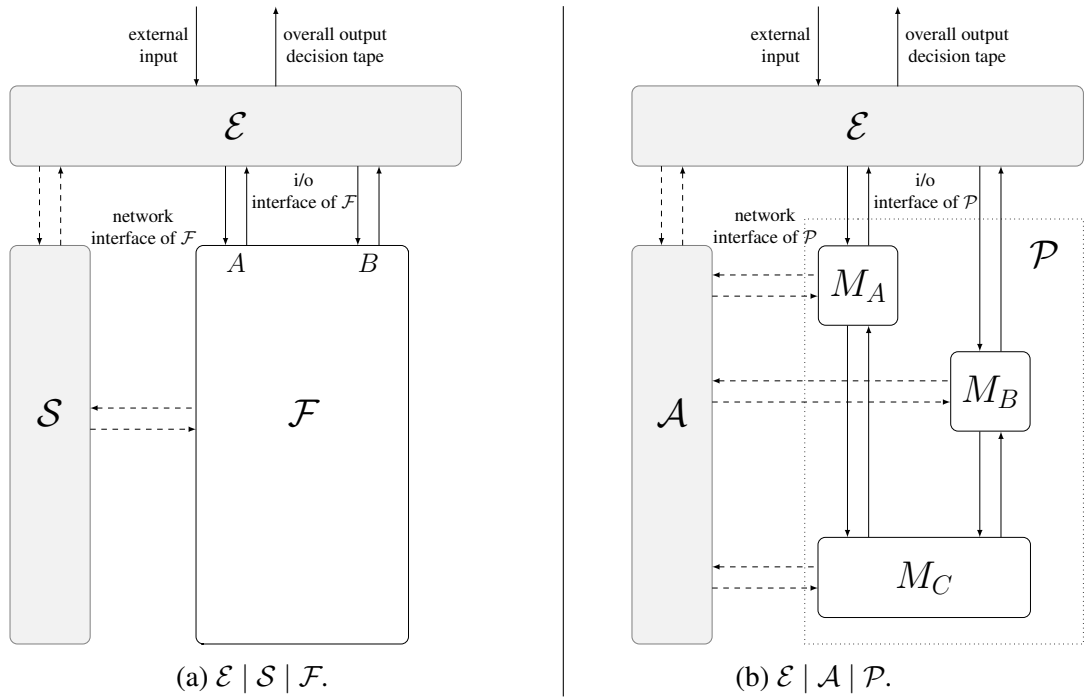 external
input
overall output
decision tape
ℰ
i/o
interface of ℱ
network
interface of ℱ
A
B
𝒮
ℱ
(a) ℰ | 𝒮 | ℱ.
external
input
overall output
decision tape
ℰ
i/o
interface of 𝒫
network
interface of 𝒫
𝒫
M_A
M_B
𝒜
M_C
(b) ℰ | 𝒜 | 𝒫.